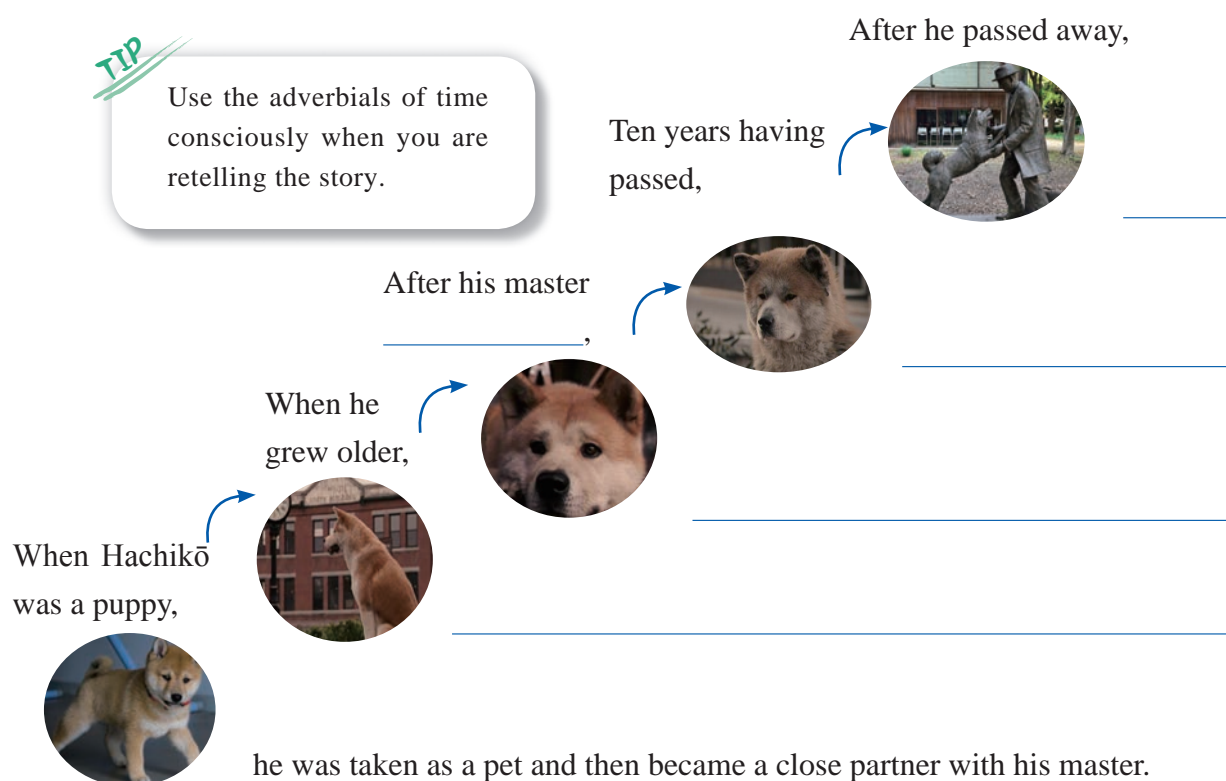 TIP
Use the adverbials of time
consciously when you are
retelling the story.
After he passed away,
Ten years having
passed,
After his master
,
When he
grew older,
When Hachikō
was a puppy,
he was taken as a pet and then became a close partner with his master.